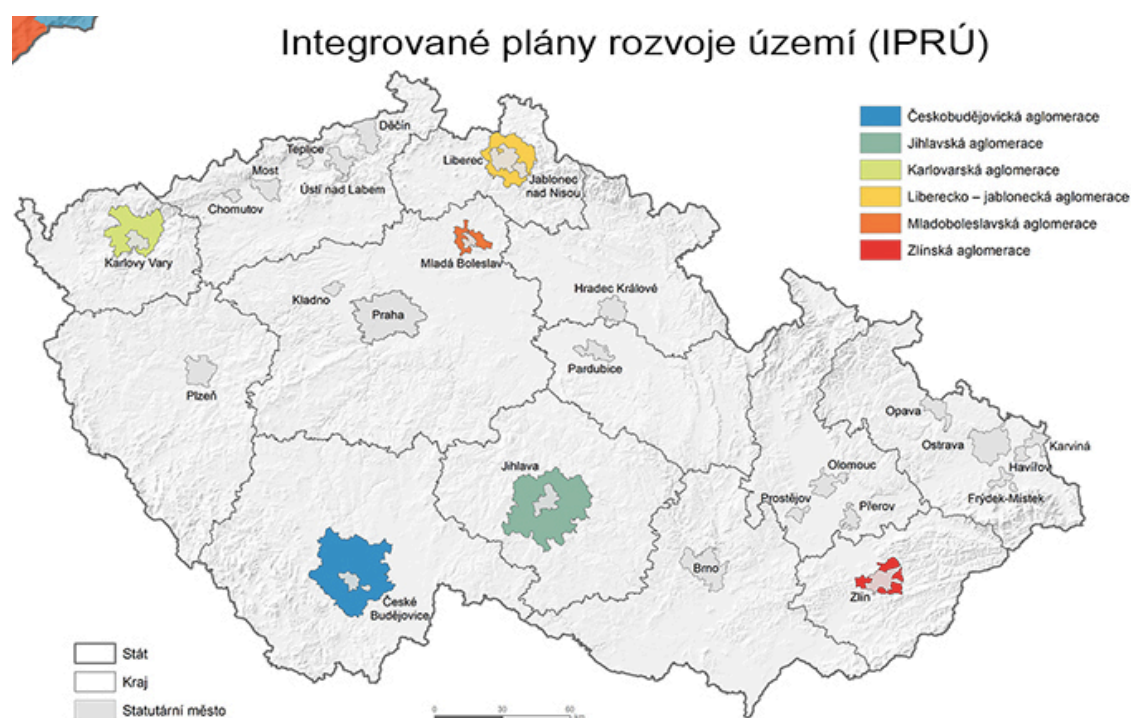 Integrované plány rozvoje území (IPRÚ)
Českobudějovická aglomerace
Jihlavská aglomerace
Karlovarská aglomerace
Liberecko – jablonecká aglomerace
Mladoboleslavská aglomerace
Zlínská aglomerace
Děčín
Teplice
Ústí nad Labem
Most
Chomutov
Liberec
Jablonec
nad Nisou
Karlovy Vary
Mladá Boleslav
Kladno
Praha
Hradec Králové
Pardubice
Plzeň
Opava
Ostrava
Karviná
Havířov
Frýdek-Místek
Jihlava
Olomouc
Prostějov
Přerov
Brno
Zlín
České
Budějovice
Stát
Kraj
Statutární město
0 30 60
km